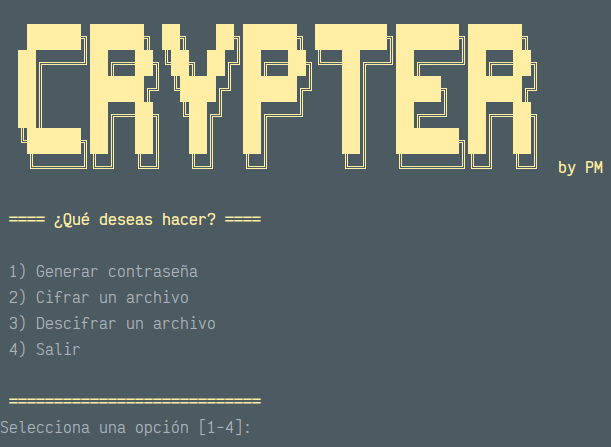 CRYPTER
by PM
==== ¿Qué deseas hacer? ====
1) Generar contraseña
2) Cifrar un archivo
3) Descifrar un archivo
4) Salir
============================
Selecciona una opción [1-4]: